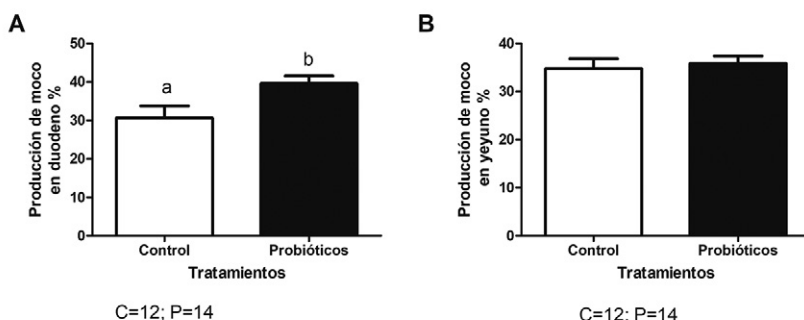 A
Producción de moco
en duodeno %
50
40
30
20
10
0
a
b
Control
Probióticos
Tratamientos
C=12; P=14
B
Producción de moco
en yeyuno %
40
30
20
10
0
Control
Probióticos
Tratamientos
C=12; P=14